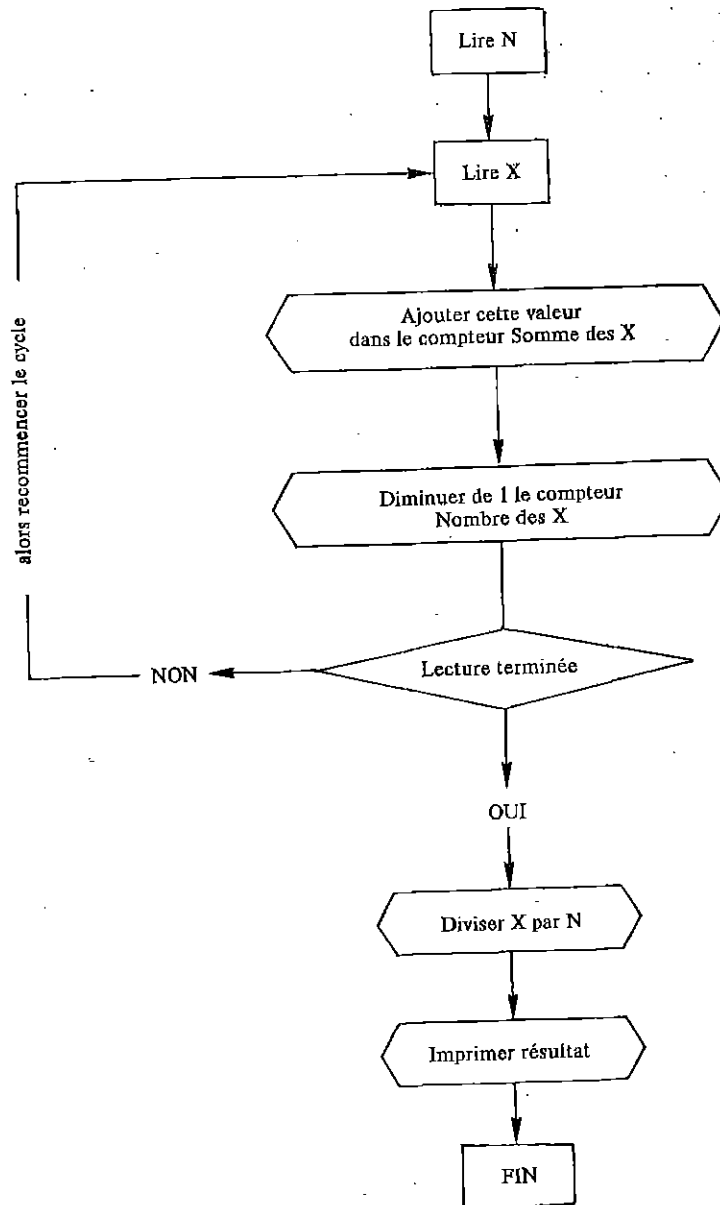 Lire N
Lire X
Ajouter cette valeur
dans le compteur Somme des X
alors recommencer le cycle
Diminuer de 1 le compteur
Nombre des X
Lecture terminée
NON
OUI
Diviser X par N
Imprimer résultat
FIN